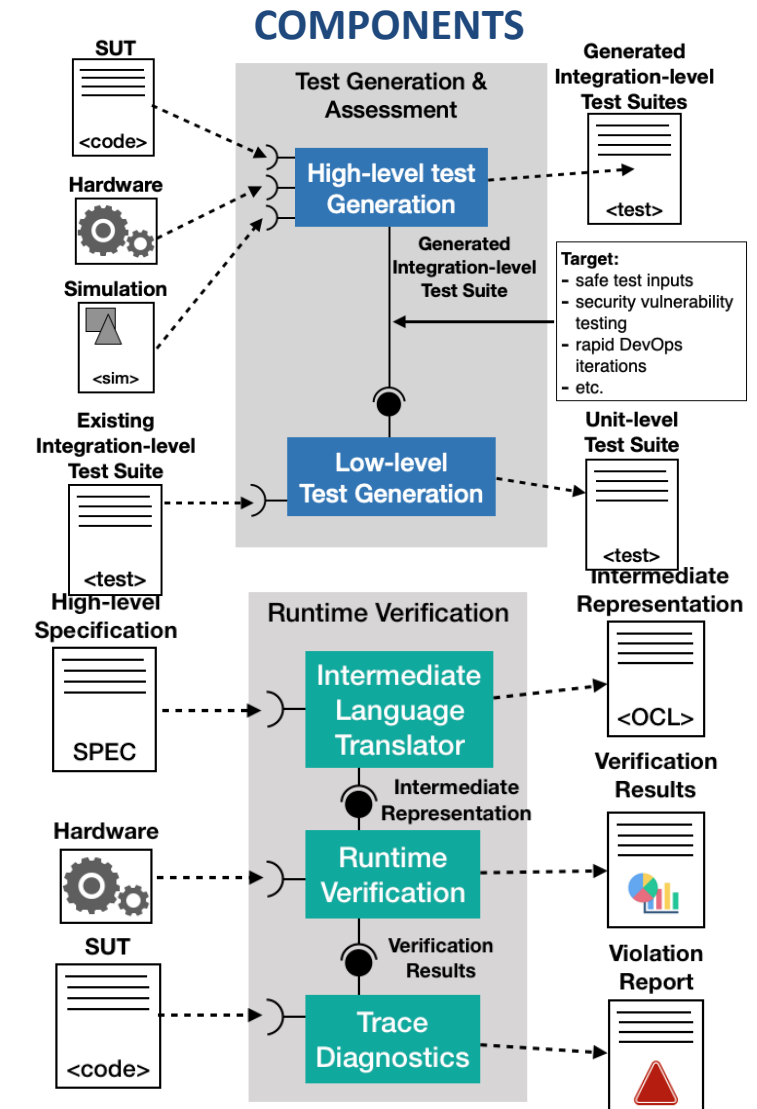 COMPONENTS
SUT
<code>
Hardware
Simulation
<sim>
Existing
Integration-level
Test Suite
<test>
Test Generation &
Assessment
High-level test
Generation
Generated
Integration-level
Test Suite
Low-level
Test Generation
Generated
Integration-level
Test Suites
<test>
Target:
- safe test inputs
- security vulnerability
testing
- rapid DevOps
iterations
- etc.
Unit-level
Test Suite
<test>
High-level
Specification
SPEC
Hardware
SUT
<code>
Runtime Verification
Intermediate
Language
Translator
Intermediate
Representation
Runtime
Verification
Verification
Results
Trace
Diagnostics
Intermediate
Representation
<OCL>
Verification
Results
Violation
Report